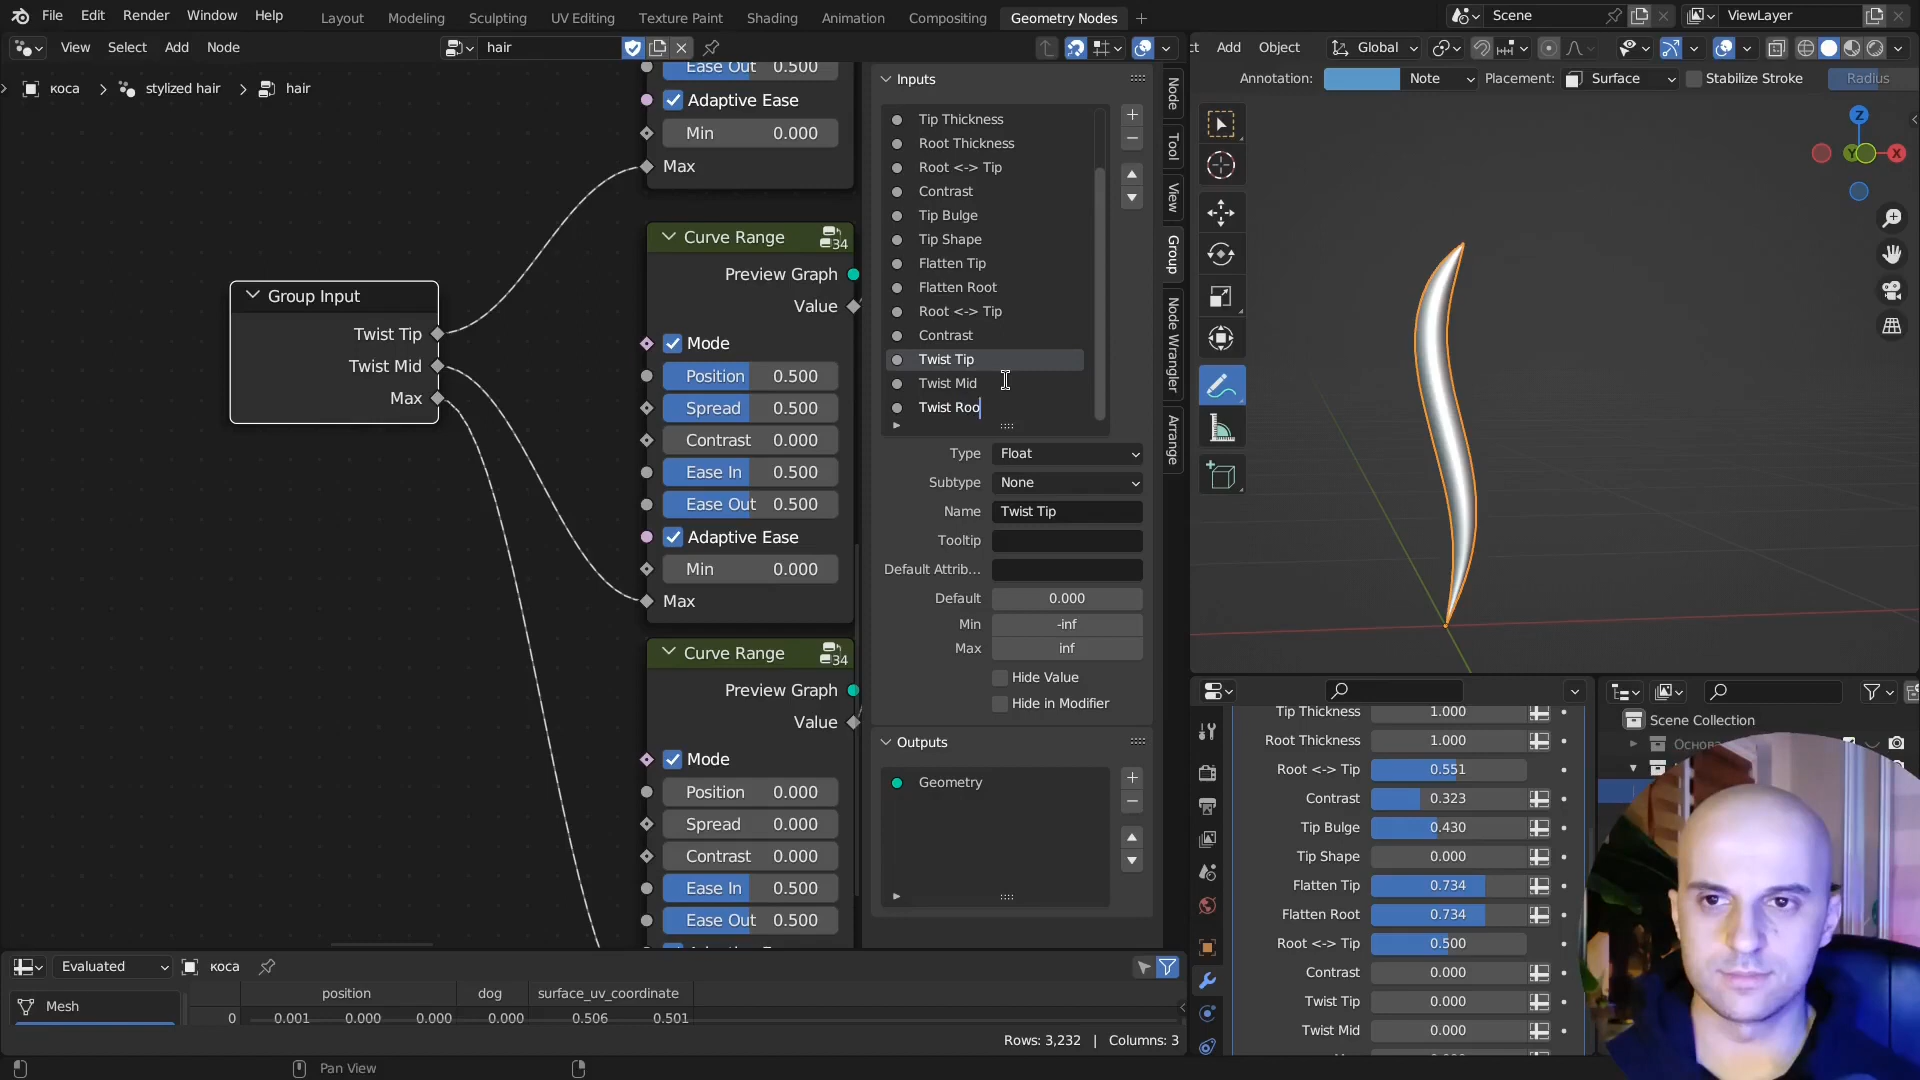 File Edit Render Window Help Layout Modeling Sculpting UV Editing Texture Paint Shading Animation Compositing Geometry Nodes Scene ViewLayer
View Select Add Node hair
Add Object Global
Annotation: Note Placement: Surface Stabilize Stroke Radius
коса stylized hair hair
Ease Out 0.500
Adaptive Ease
Min 0.000
Max
Curve Range 34
Preview Graph
Value
Mode
Position 0.500
Spread 0.500
Contrast 0.000
Ease In 0.500
Ease Out 0.500
Adaptive Ease
Min 0.000
Max
Curve Range 34
Preview Graph
Value
Mode
Position 0.000
Spread 0.000
Contrast 0.000
Ease In 0.500
Ease Out 0.500
Group Input
Twist Tip
Twist Mid
Max
Inputs
Tip Thickness
Root Thickness
Root <-> Tip
Contrast
Tip Bulge
Tip Shape
Flatten Tip
Flatten Root
Root <-> Tip
Contrast
Twist Tip
Twist Mid
Twist Roo
Type Float
Subtype None
Name Twist Tip
Tooltip
Default Attrib...
Default 0.000
Min -inf
Max inf
Hide Value
Hide in Modifier
Outputs
Geometry
Node
Tool
View
Group
Node Wrangler
Arrange
Z
Y
X
Tip Thickness 1.000
Root Thickness 1.000
Root <-> Tip 0.551
Contrast 0.323
Tip Bulge 0.430
Tip Shape 0.000
Flatten Tip 0.734
Flatten Root 0.734
Root <-> Tip 0.500
Contrast 0.000
Twist Tip 0.000
Twist Mid 0.000
Scene Collection
Evaluated коса
Mesh
position dog surface_uv_coordinate
0 0.001 0.000 0.000 0.000 0.506 0.501
Rows: 3,232 | Columns: 3
Pan View